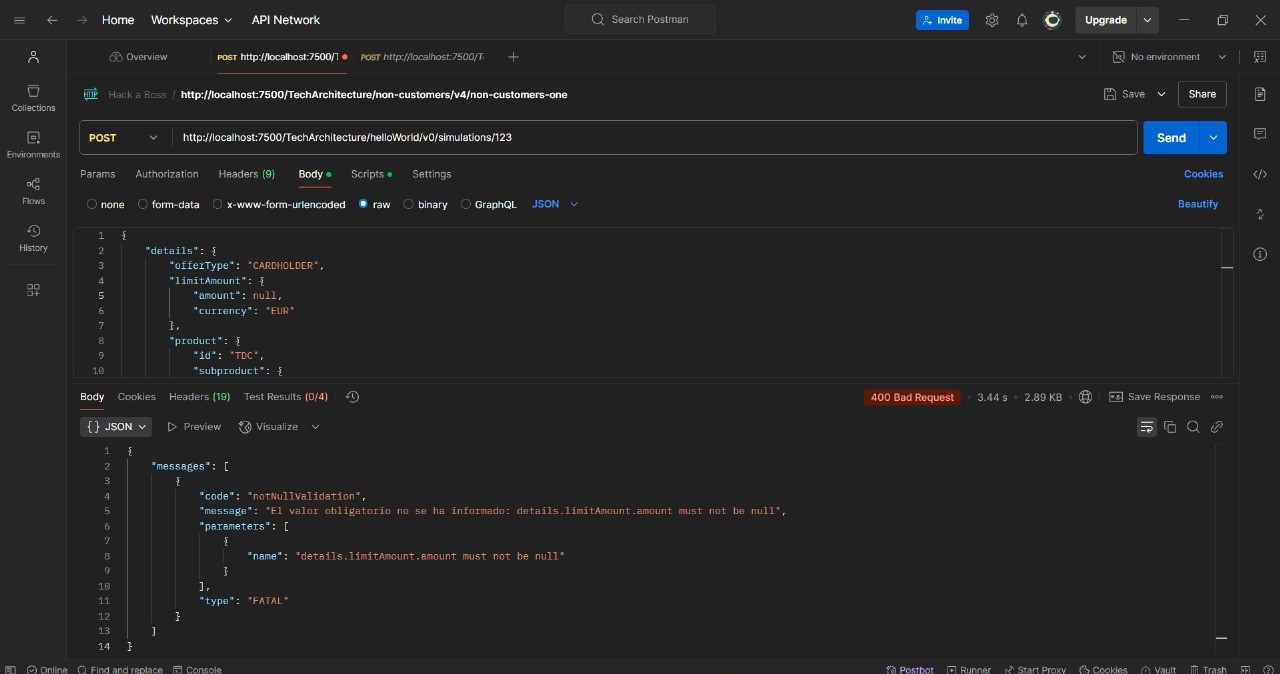 Home Workspaces API Network Search Postman Invite Upgrade
Overview POST http://localhost:7500/T POST http://localhost:7500/T No environment
HTTP Hack a Boss / http://localhost:7500/TechArchitecture/non-customers/v4/non-customers-one Save Share
Collections
Environments
Flows
History
POST http://localhost:7500/TechArchitecture/helloWorld/v0/simulations/123 Send
Params Authorization Headers (9) Body Scripts Settings Cookies
none form-data x-www-form-urlencoded raw binary GraphQL JSON Beautify
1 {
2 "details": {
3 "offerType": "CARDHOLDER",
4 "limitAmount": {
5 "amount": null,
6 "currency": "EUR"
7 },
8 "product": {
9 "id": "TDC",
10 "subproduct": {
Body Cookies Headers (19) Test Results (0/4) 400 Bad Request 3.44 s 2.89 KB Save Response
{} JSON Preview Visualize
1 {
2 "messages": [
3 {
4 "code": "notNullValidation",
5 "message": "El valor obligatorio no se ha informado: details.limitAmount.amount must not be null",
6 "parameters": [
7 {
8 "name": "details.limitAmount.amount must not be null"
9 }
10 ],
11 "type": "FATAL"
12 }
13 ]
14 }
Online Find and replace Console Postbot Runner Start Proxy Cookies Vault Trash